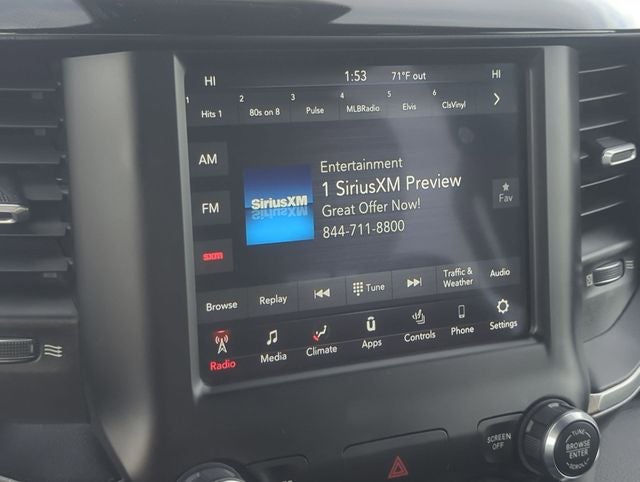 HI 1:53 71°F out HI
1 2 3 4 5 6
Hits 1 80s on 8 Pulse MLBRadio Elvis ClsVinyl
AM
FM
sxm
SiriusXM
Entertainment
1 SiriusXM Preview
Great Offer Now!
844-711-8800
Fav
Browse Replay Tune Traffic & Weather Audio
Radio Media Climate Apps Controls Phone Settings
SCREEN
OFF
TUNE
BROWSE
ENTER
SCROLL